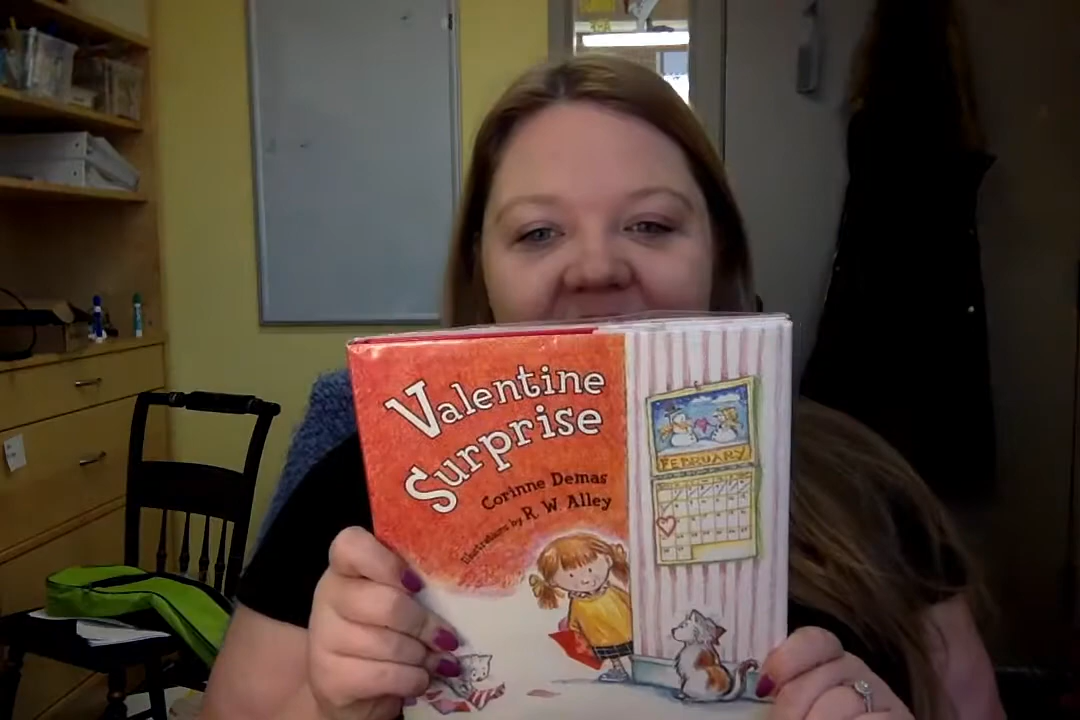 Valentine
Surprise
Corinne Demas
Illustrations by R. W. Alley
FEBRUARY